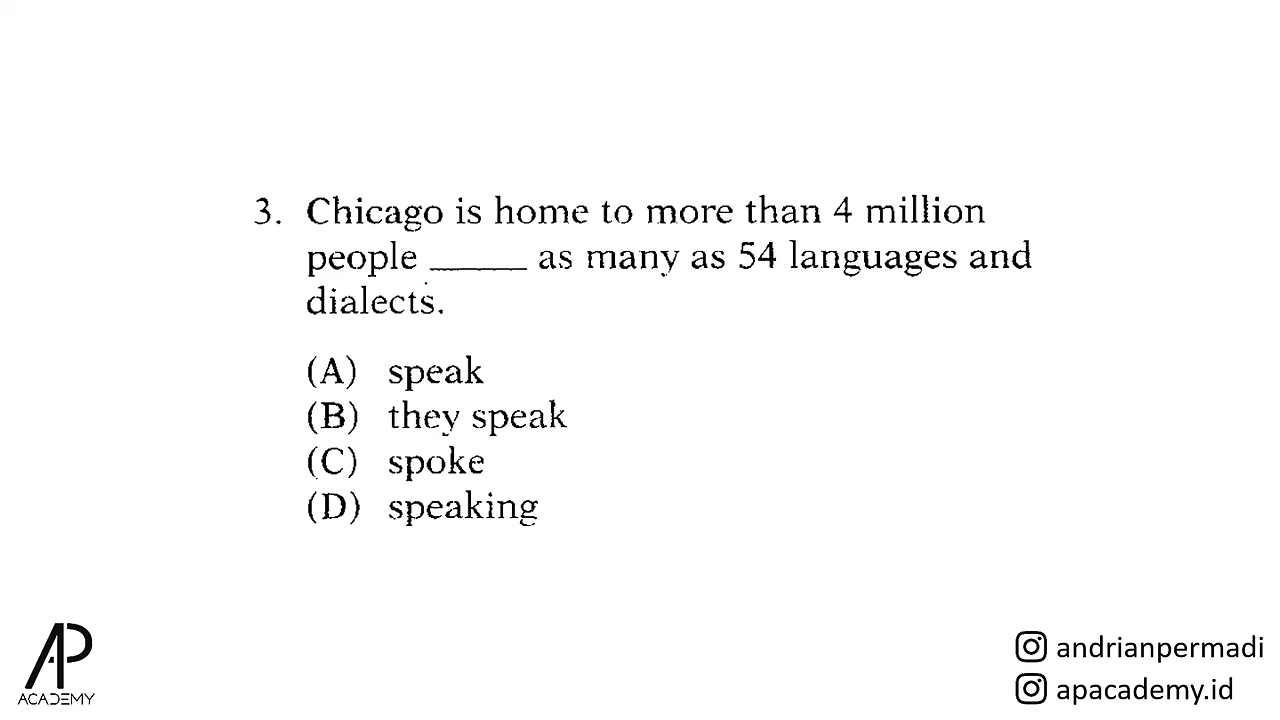 3. Chicago is home to more than 4 million
people _____ as many as 54 languages and
dialects.
(A) speak
(B) they speak
(C) spoke
(D) speaking
AP
ACADEMY
andrianpermadi
apacademy.id